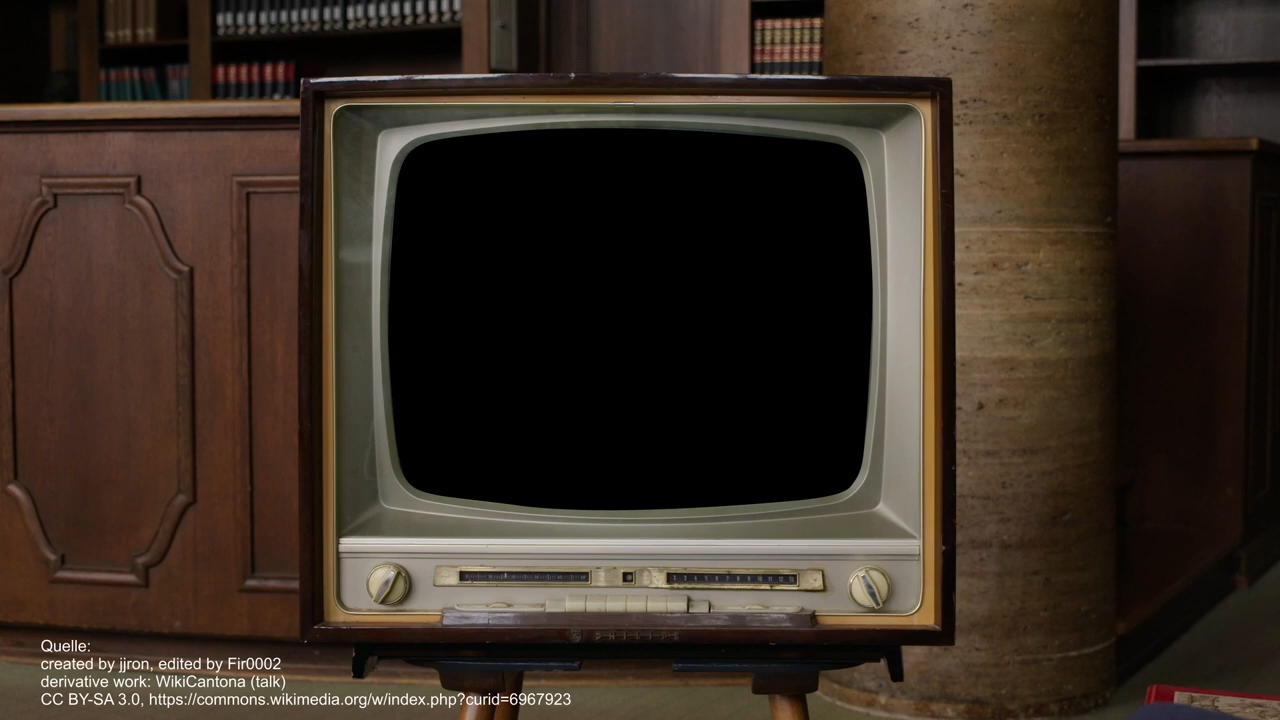 PHILIPS
Quelle:
created by jjron, edited by Fir0002
derivative work: WikiCantona (talk)
CC BY-SA 3.0, https://commons.wikimedia.org/w/index.php?curid=6967923